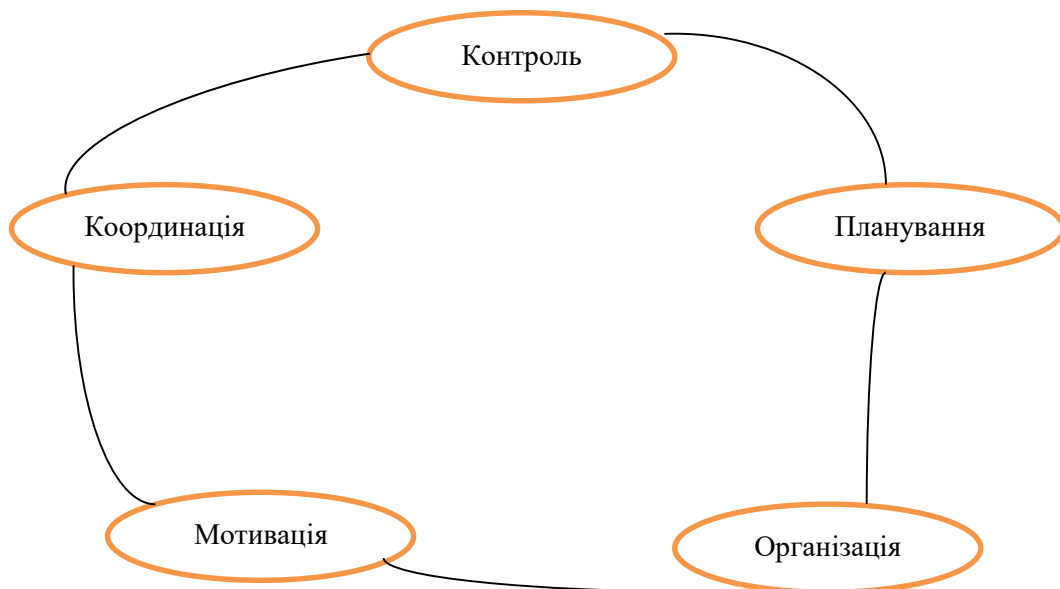 Контроль
Координація
Планування
Мотивація
Організація